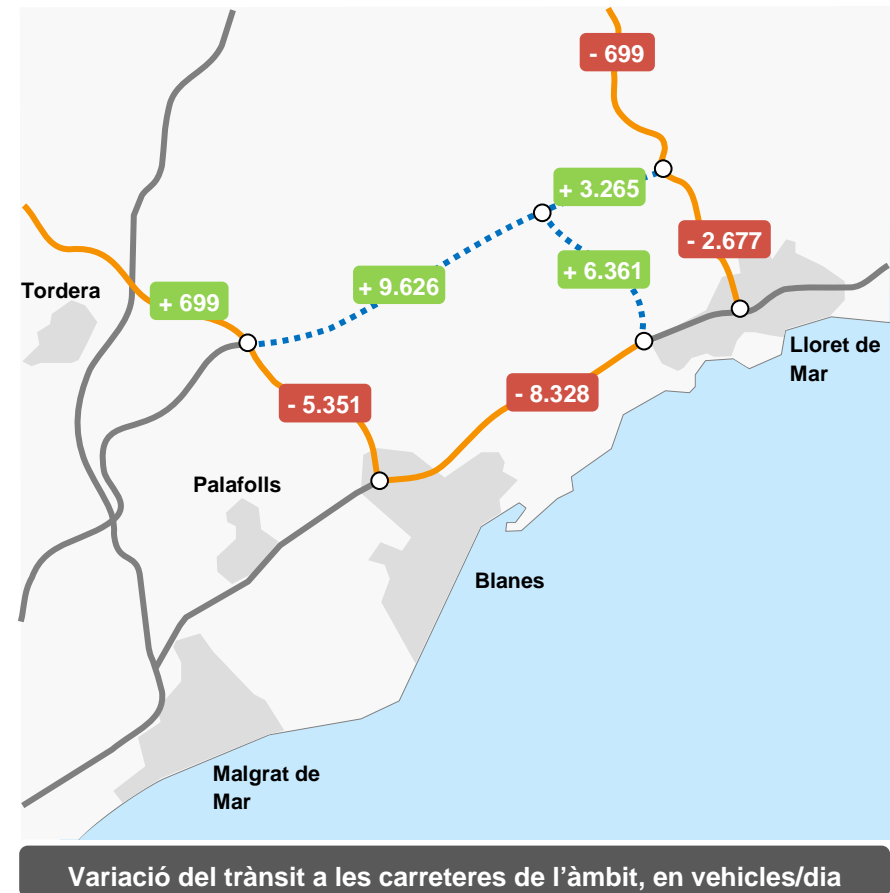 - 699
+ 3.265
- 2.677
+ 6.361
+ 9.626
Tordera
+ 699
Lloret de
Mar
- 8.328
- 5.351
Palafolls
Blanes
Malgrat de
Mar
Variació del trànsit a les carreteres de l’àmbit, en vehicles/dia